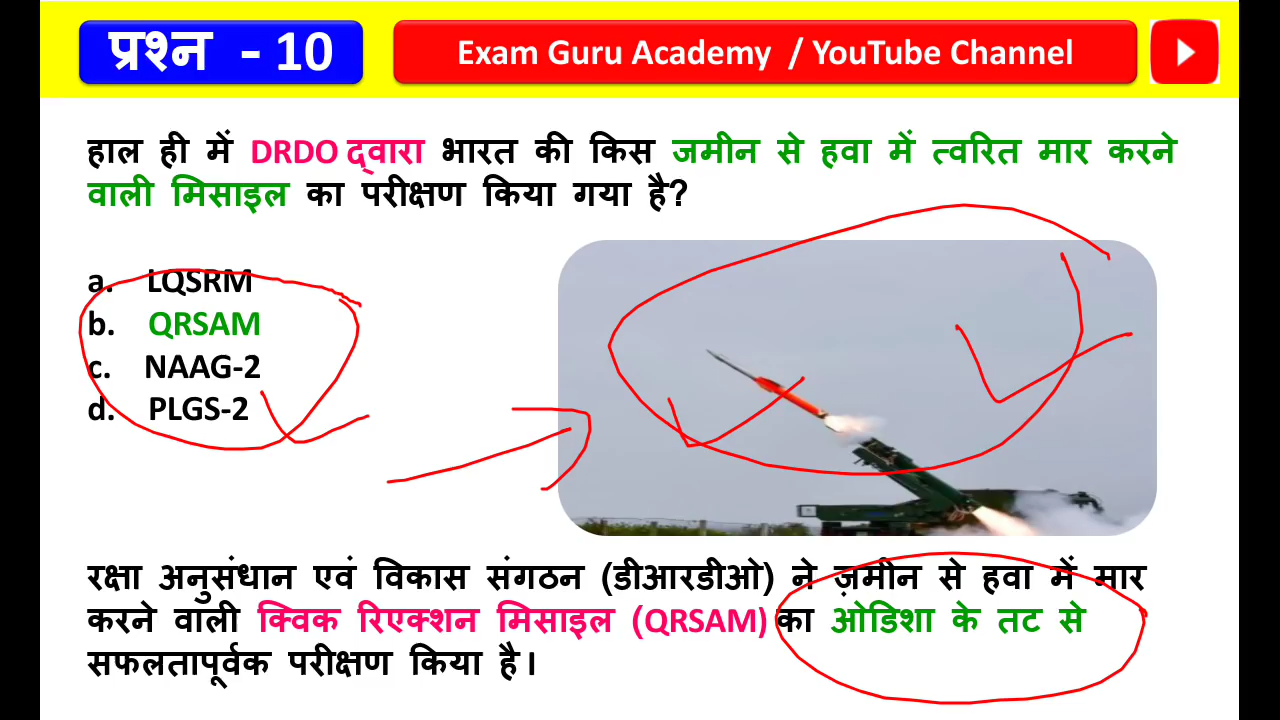 प्रश्न - 10
Exam Guru Academy / YouTube Channel
हाल ही में DRDO द्वारा भारत की किस जमीन से हवा में त्वरित मार करने
वाली मिसाइल का परीक्षण किया गया है?
a. LQSRM
b. QRSAM
c. NAAG-2
d. PLGS-2
रक्षा अनुसंधान एवं विकास संगठन (डीआरडीओ) ने ज़मीन से हवा में मार
करने वाली क्विक रिएक्शन मिसाइल (QRSAM) का ओडिशा के तट से
सफलतापूर्वक परीक्षण किया है।